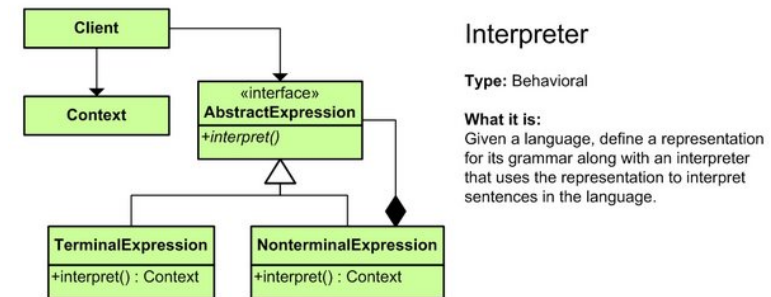 Client
Context
«interface»
AbstractExpression
+interpret()
TerminalExpression
+interpret() : Context
NonterminalExpression
+interpret() : Context
Interpreter
Type: Behavioral
What it is:
Given a language, define a representation
for its grammar along with an interpreter
that uses the representation to interpret
sentences in the language.